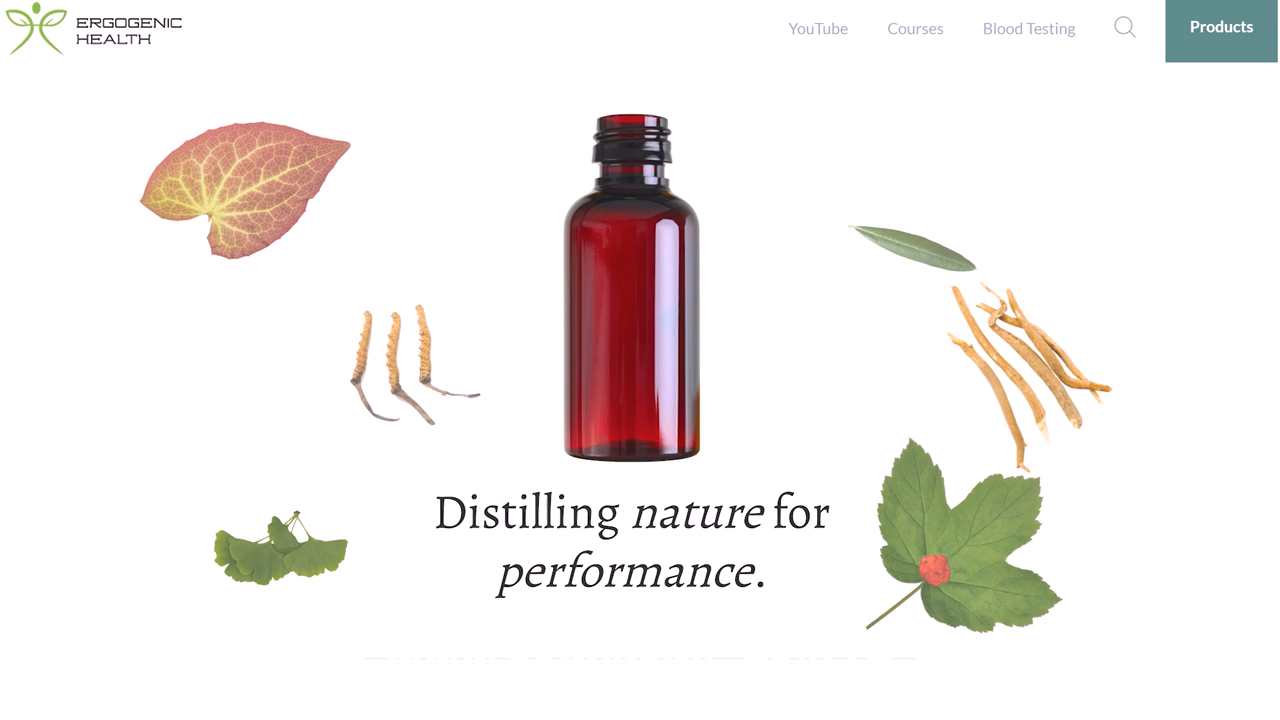 ERGOGENIC
HEALTH
YouTube
Courses
Blood Testing
Products
Distilling nature for
performance.